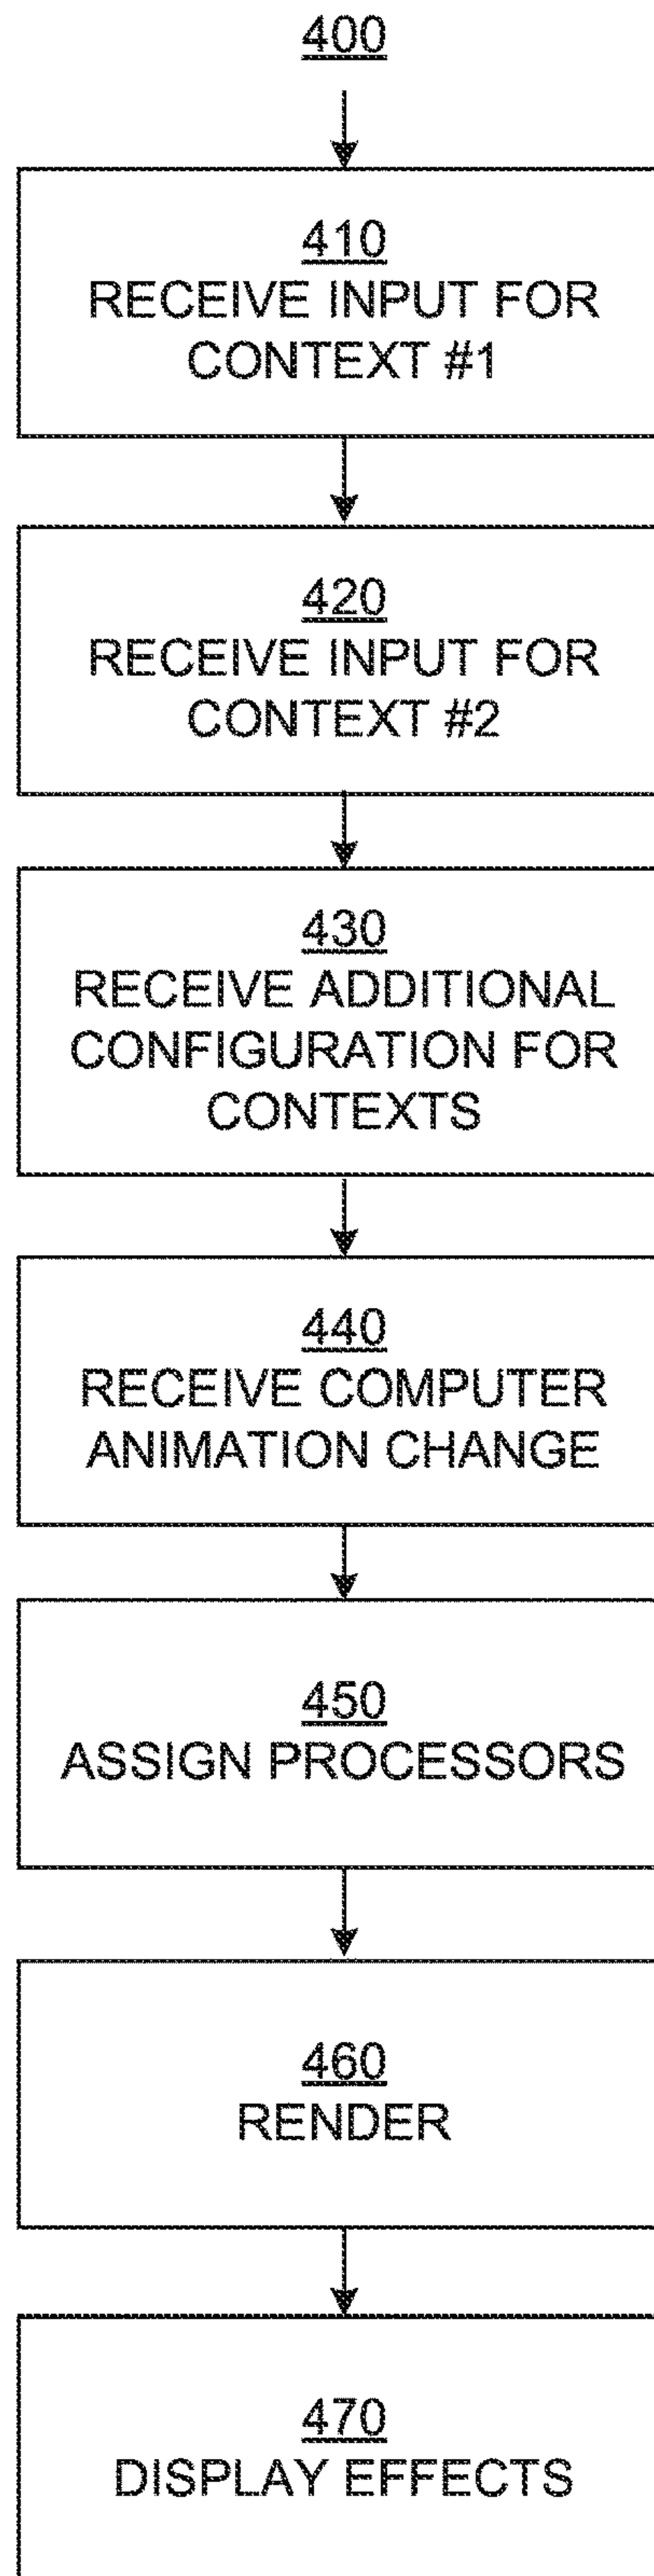 400
410
RECEIVE INPUT FOR
CONTEXT #1
420
RECEIVE INPUT FOR
CONTEXT #2
430
RECEIVE ADDITIONAL
CONFIGURATION FOR
CONTEXTS
440
RECEIVE COMPUTER
ANIMATION CHANGE
450
ASSIGN PROCESSORS
460
RENDER
470
DISPLAY EFFECTS